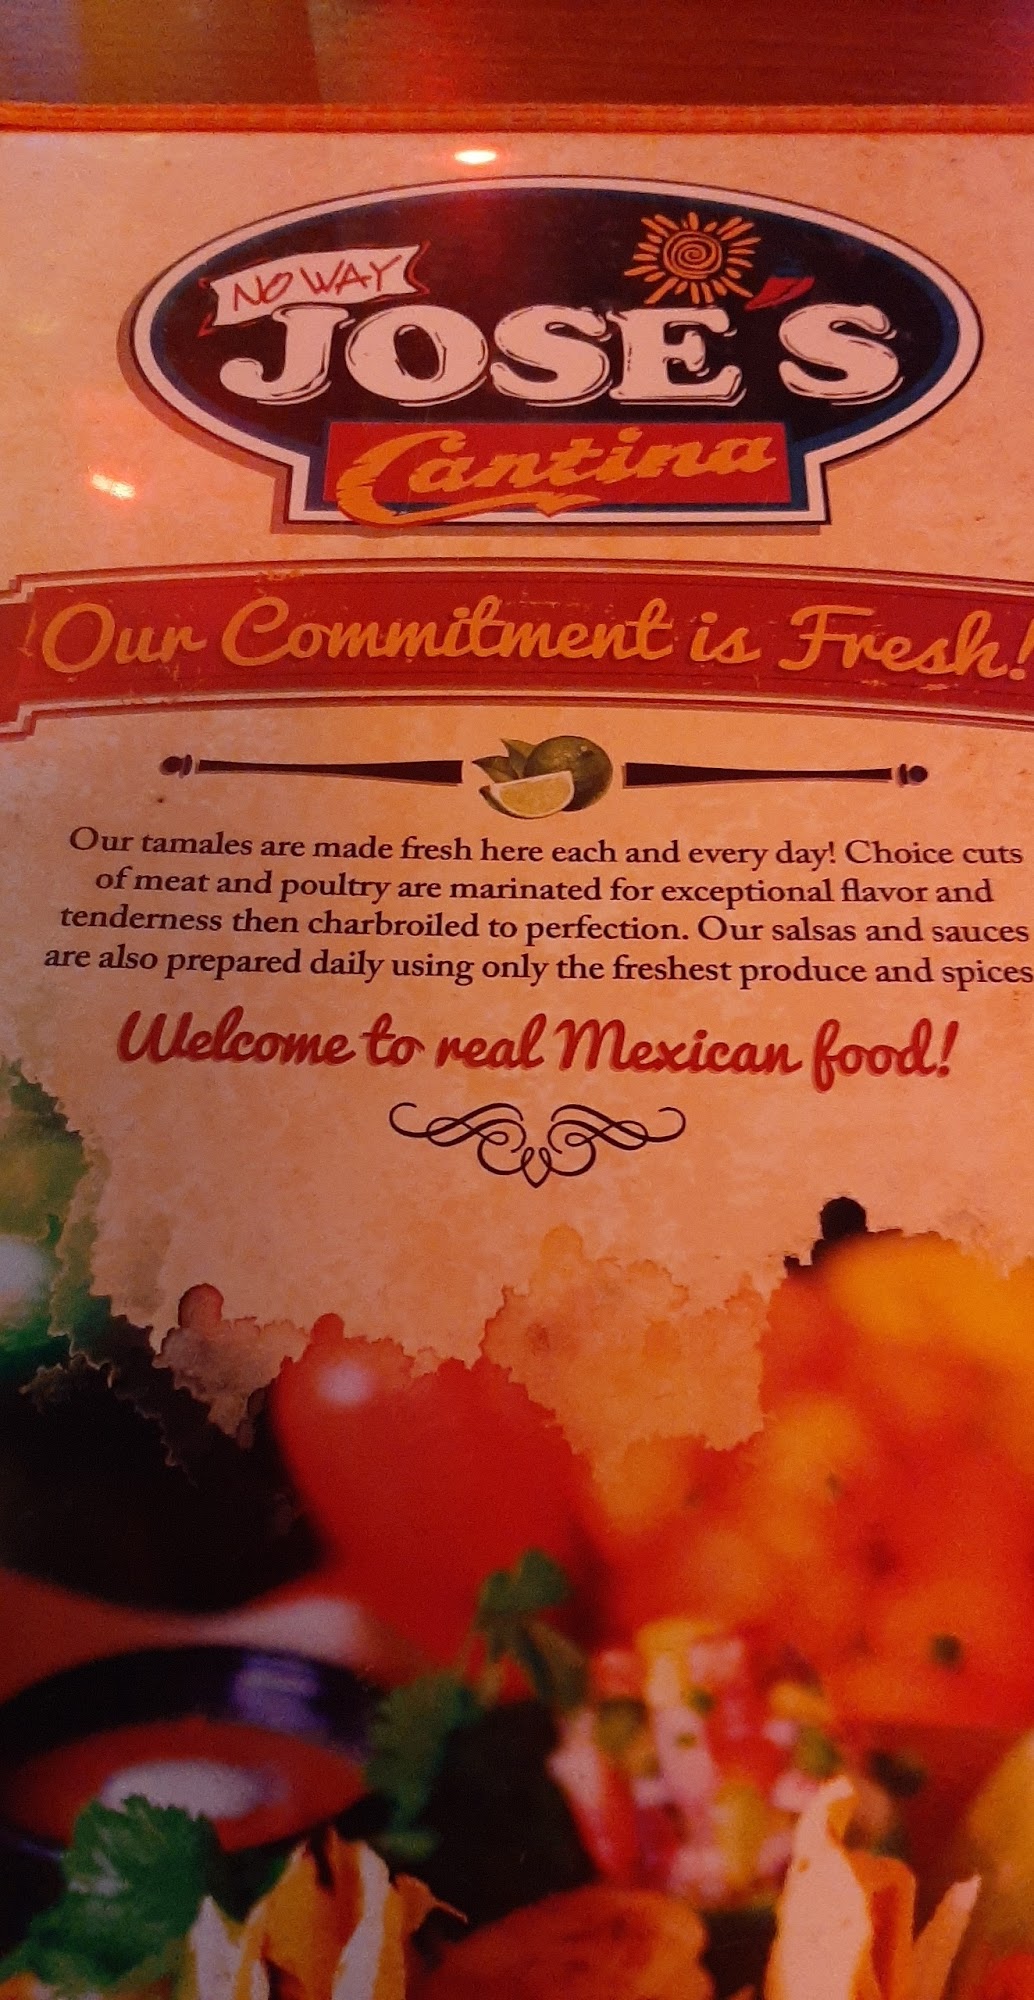 NO WAY
JOSÉ'S
Cantina
Our Commitment is Fresh!
Our tamales are made fresh here each and every day! Choice cuts
of meat and poultry are marinated for exceptional flavor and
tenderness then charbroiled to perfection. Our salsas and sauces
are also prepared daily using only the freshest produce and spices
Welcome to real Mexican food!